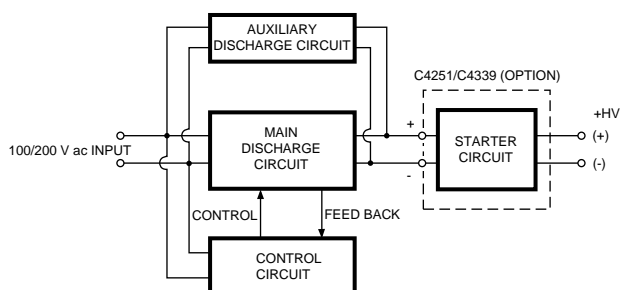 AUXILIARY
DISCHARGE CIRCUIT
C4251/C4339 (OPTION)
+HV
+
(+)
100/200 V ac INPUT
MAIN
DISCHARGE
CIRCUIT
STARTER
CIRCUIT
-
(-)
CONTROL
FEED BACK
CONTROL
CIRCUIT